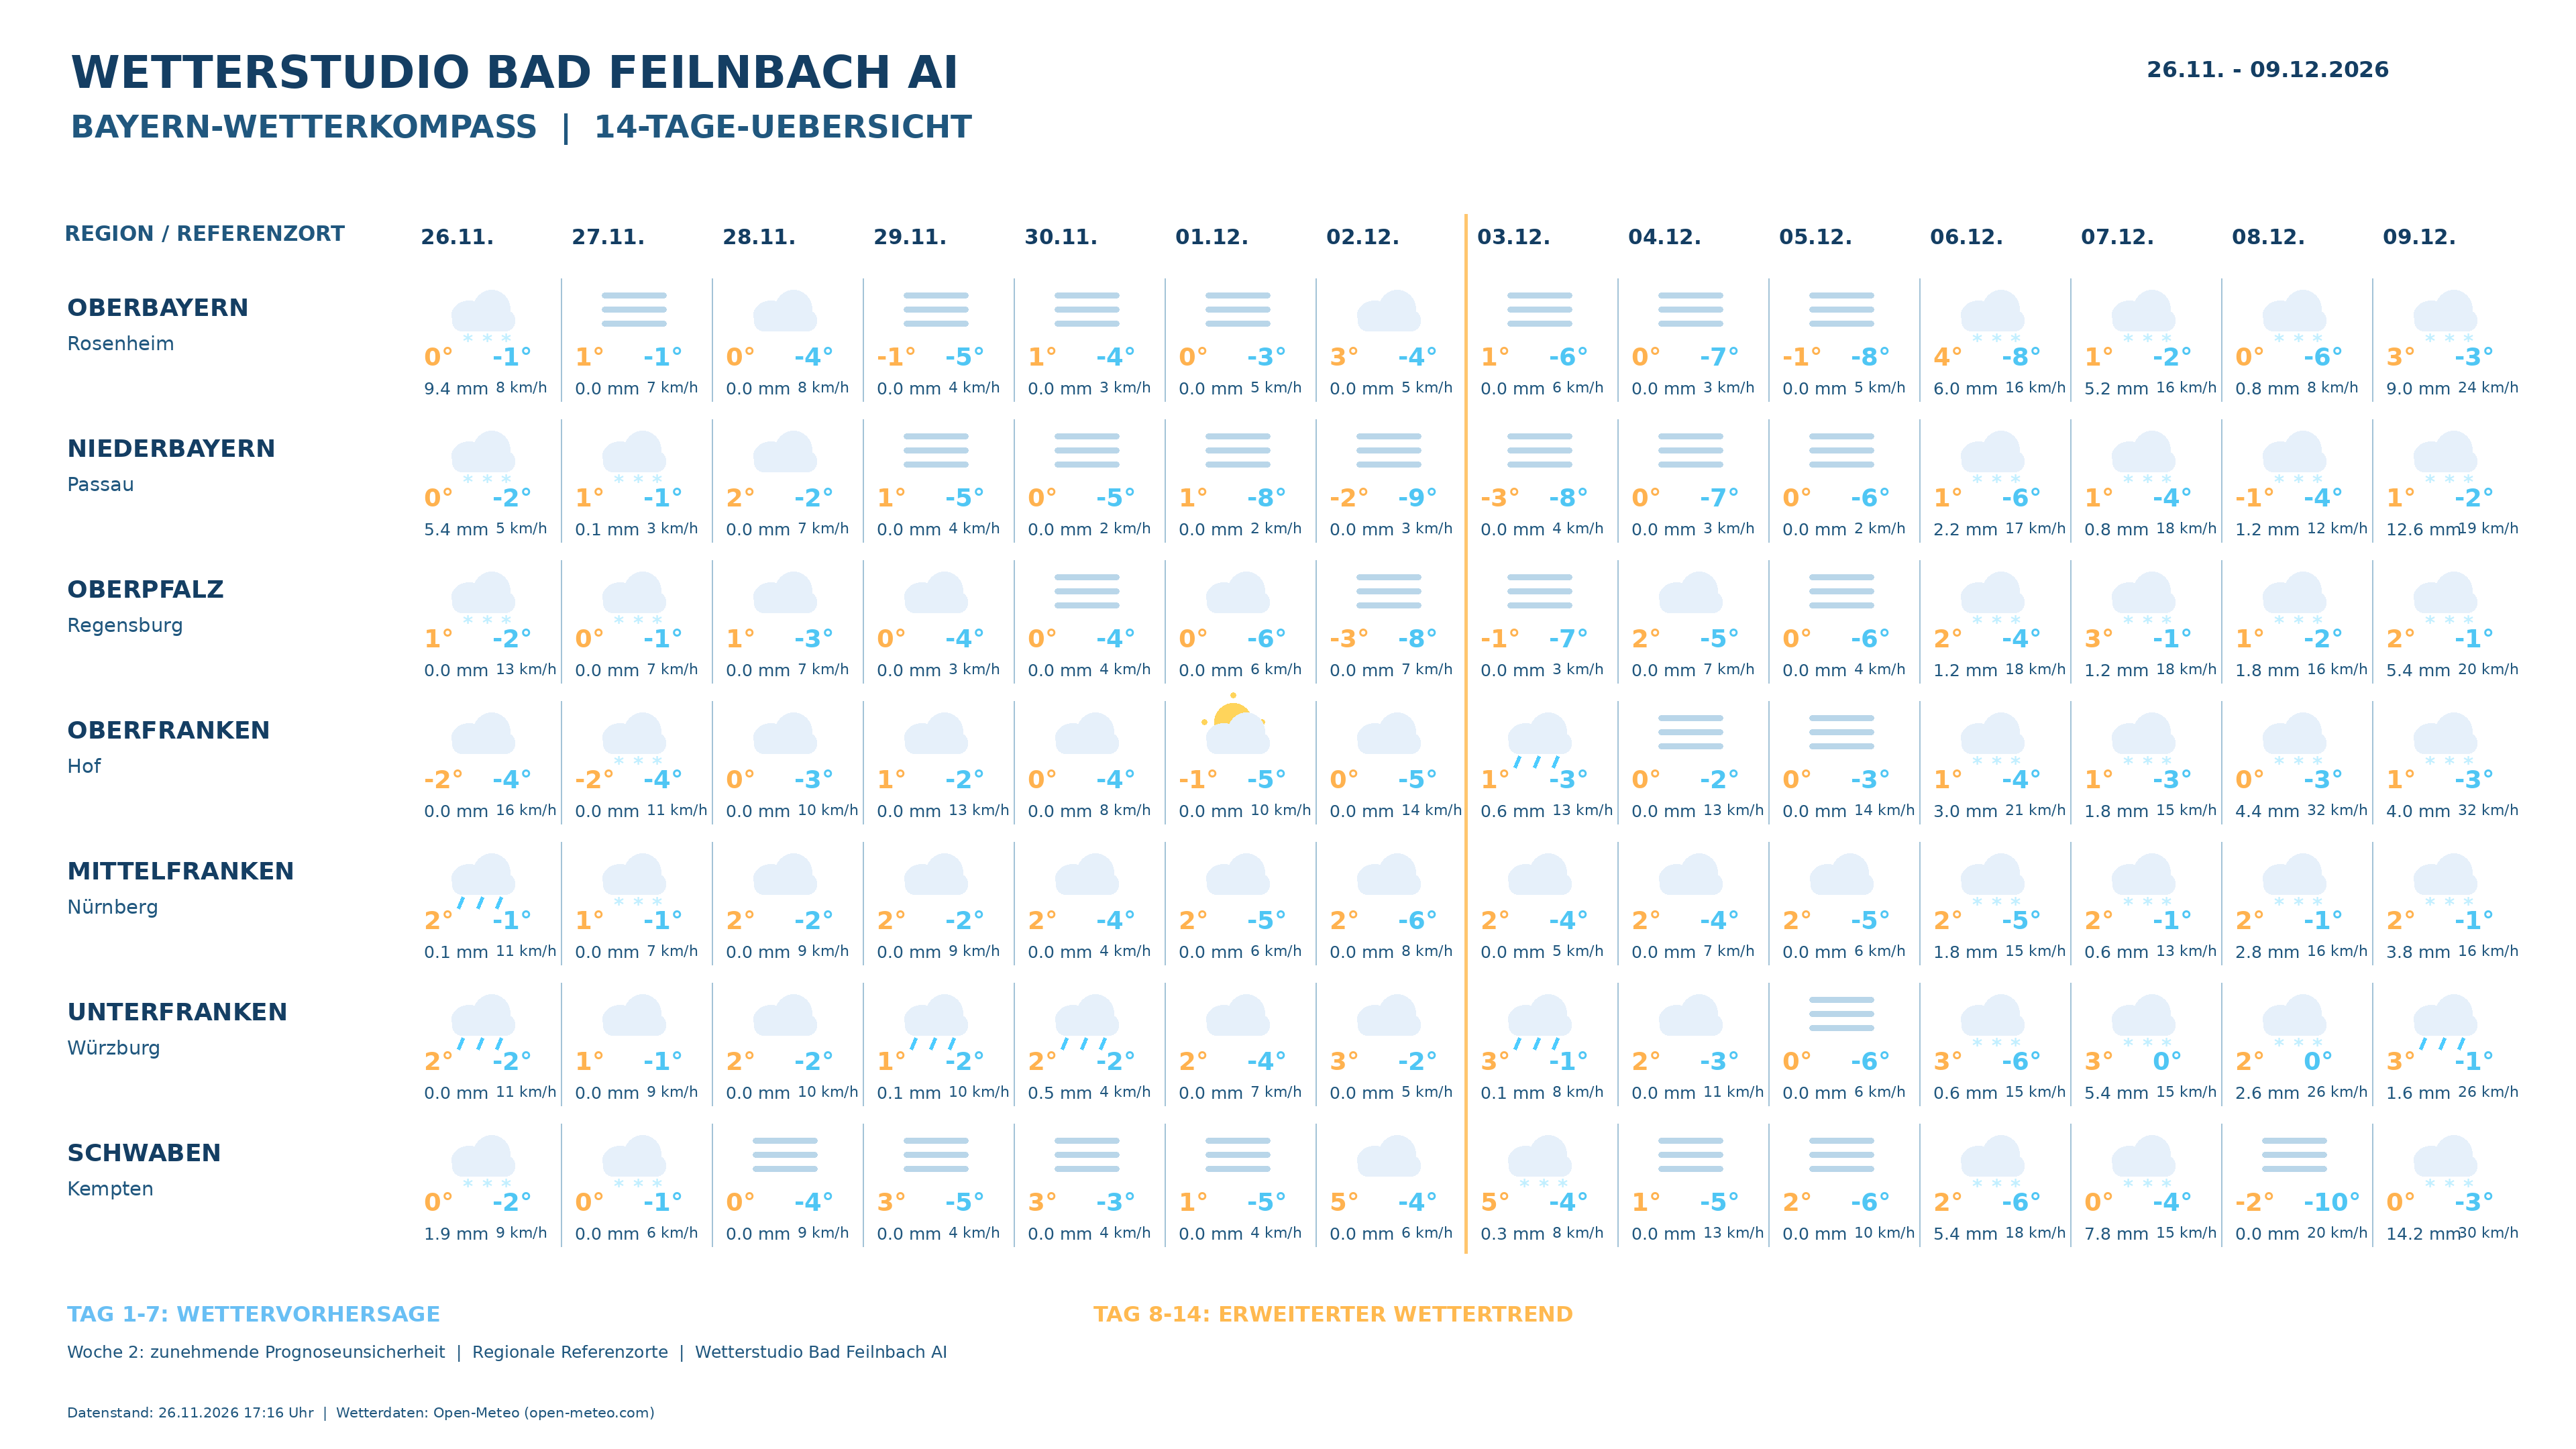 WETTERSTUDIO BAD FEILNBACH AI
26.11. - 09.12.2026
BAYERN-WETTERKOMPASS | 14-TAGE-UEBERSICHT
REGION / REFERENZORT 26.11. 27.11. 28.11. 29.11. 30.11. 01.12. 02.12. 03.12. 04.12. 05.12. 06.12. 07.12. 08.12. 09.12.
OBERBAYERN
Rosenheim
0° -1° 1° -1° 0° -4° -1° -5° 1° -4° 0° -3° 3° -4° 1° -6° 0° -7° -1° -8° 4° -8° 1° -2° 0° -6° 3° -3°
9.4 mm 8 km/h 0.0 mm 7 km/h 0.0 mm 8 km/h 0.0 mm 4 km/h 0.0 mm 3 km/h 0.0 mm 5 km/h 0.0 mm 5 km/h 0.0 mm 6 km/h 0.0 mm 3 km/h 0.0 mm 5 km/h 6.0 mm 16 km/h 5.2 mm 16 km/h 0.8 mm 8 km/h 9.0 mm 24 km/h
NIEDERBAYERN
Passau
0° -2° 1° -1° 2° -2° 1° -5° 0° -5° 1° -8° -2° -9° -3° -8° 0° -7° 0° -6° 1° -6° 1° -4° -1° -4° 1° -2°
5.4 mm 5 km/h 0.1 mm 3 km/h 0.0 mm 7 km/h 0.0 mm 4 km/h 0.0 mm 2 km/h 0.0 mm 2 km/h 0.0 mm 3 km/h 0.0 mm 4 km/h 0.0 mm 3 km/h 0.0 mm 2 km/h 2.2 mm 17 km/h 0.8 mm 18 km/h 1.2 mm 12 km/h 12.6 mm 19 km/h
OBERPFALZ
Regensburg
1° -2° 0° -1° 1° -3° 0° -4° 0° -4° 0° -6° -3° -8° -1° -7° 2° -5° 0° -6° 2° -4° 3° -1° 1° -2° 2° -1°
0.0 mm 13 km/h 0.0 mm 7 km/h 0.0 mm 7 km/h 0.0 mm 3 km/h 0.0 mm 4 km/h 0.0 mm 6 km/h 0.0 mm 7 km/h 0.0 mm 3 km/h 0.0 mm 7 km/h 0.0 mm 4 km/h 1.2 mm 18 km/h 1.2 mm 18 km/h 1.8 mm 16 km/h 5.4 mm 20 km/h
OBERFRANKEN
Hof
-2° -4° -2° -4° 0° -3° 1° -2° 0° -4° -1° -5° 0° -5° 1° -3° 0° -2° 0° -3° 1° -4° 1° -3° 0° -3° 1° -3°
0.0 mm 16 km/h 0.0 mm 11 km/h 0.0 mm 10 km/h 0.0 mm 13 km/h 0.0 mm 8 km/h 0.0 mm 10 km/h 0.0 mm 14 km/h 0.6 mm 13 km/h 0.0 mm 13 km/h 0.0 mm 14 km/h 3.0 mm 21 km/h 1.8 mm 15 km/h 4.4 mm 32 km/h 4.0 mm 32 km/h
MITTELFRANKEN
Nürnberg
2° -1° 1° -1° 2° -2° 2° -2° 2° -4° 2° -5° 2° -6° 2° -4° 2° -4° 2° -5° 2° -5° 2° -1° 2° -1° 2° -1°
0.1 mm 11 km/h 0.0 mm 7 km/h 0.0 mm 9 km/h 0.0 mm 9 km/h 0.0 mm 4 km/h 0.0 mm 6 km/h 0.0 mm 8 km/h 0.0 mm 5 km/h 0.0 mm 7 km/h 0.0 mm 6 km/h 1.8 mm 15 km/h 0.6 mm 13 km/h 2.8 mm 16 km/h 3.8 mm 16 km/h
UNTERFRANKEN
Würzburg
2° -2° 1° -1° 2° -2° 1° -2° 2° -2° 2° -4° 3° -2° 3° -1° 2° -3° 0° -6° 3° -6° 3° 0° 2° 0° 3° -1°
0.0 mm 11 km/h 0.0 mm 9 km/h 0.0 mm 10 km/h 0.1 mm 10 km/h 0.5 mm 4 km/h 0.0 mm 7 km/h 0.0 mm 5 km/h 0.1 mm 8 km/h 0.0 mm 11 km/h 0.0 mm 6 km/h 0.6 mm 15 km/h 5.4 mm 15 km/h 2.6 mm 26 km/h 1.6 mm 26 km/h
SCHWABEN
Kempten
0° -2° 0° -1° 0° -4° 3° -5° 3° -3° 1° -5° 5° -4° 5° -4° 1° -5° 2° -6° 2° -6° 0° -4° -2° -10° 0° -3°
1.9 mm 9 km/h 0.0 mm 6 km/h 0.0 mm 9 km/h 0.0 mm 4 km/h 0.0 mm 4 km/h 0.0 mm 4 km/h 0.0 mm 6 km/h 0.3 mm 8 km/h 0.0 mm 13 km/h 0.0 mm 10 km/h 5.4 mm 18 km/h 7.8 mm 15 km/h 0.0 mm 20 km/h 14.2 mm 30 km/h
TAG 1-7: WETTERVORHERSAGE
TAG 8-14: ERWEITERTER WETTERTREND
Woche 2: zunehmende Prognoseunsicherheit | Regionale Referenzorte | Wetterstudio Bad Feilnbach AI
Datenstand: 26.11.2026 17:16 Uhr | Wetterdaten: Open-Meteo (open-meteo.com)